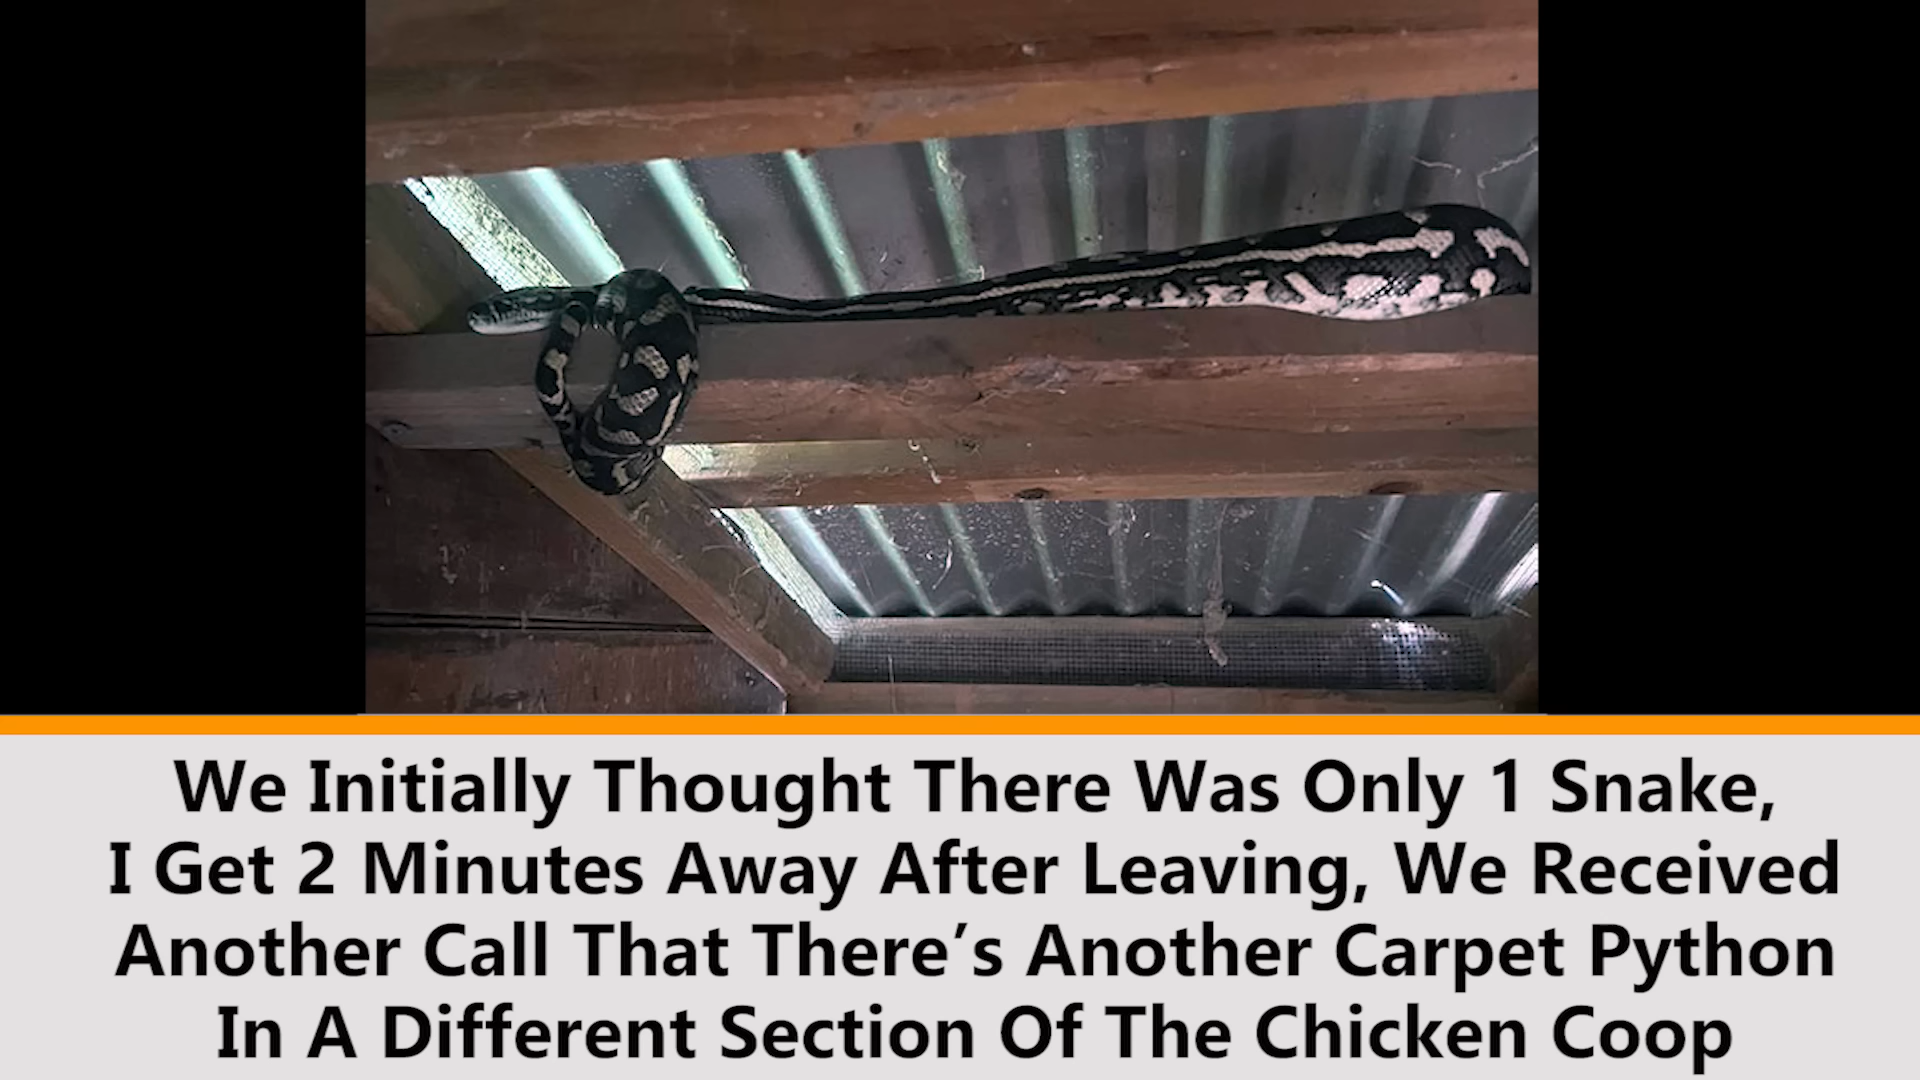 We Initially Thought There Was Only 1 Snake,
I Get 2 Minutes Away After Leaving, We Received
Another Call That There’s Another Carpet Python
In A Different Section Of The Chicken Coop